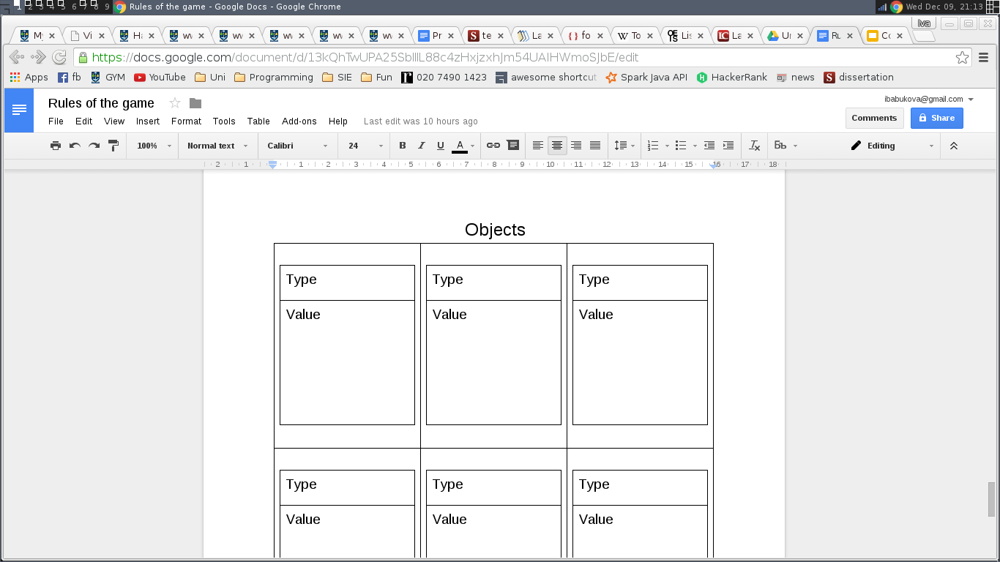 1 2 3 4 5 6 7 8 9 Rules of the game - Google Docs - Google Chrome Wed Dec 09, 21:13
Iva
My Vi Ha wv wv wv wv wv Pr te La { } fo W To Lis LC La Ur Ru Co
https://docs.google.com/document/d/13kQhTwUPA25SbIIIL88c4zHxjzxhJm54UAIHWmoSJbE/edit
Apps fb GYM YouTube Uni Programming SIE Fun 020 7490 1423 awesome shortcut Spark Java API HackerRank news dissertation
Rules of the game
ibabukova@gmail.com
File Edit View Insert Format Tools Table Add-ons Help Last edit was 10 hours ago
Comments Share
100% Normal text Calibri 24 B I U A Editing
2 1 1 2 3 4 5 6 7 8 9 10 11 12 13 14 15 16 17 18
Objects
Type Type Type
Value Value Value
Type Type Type
Value Value Value